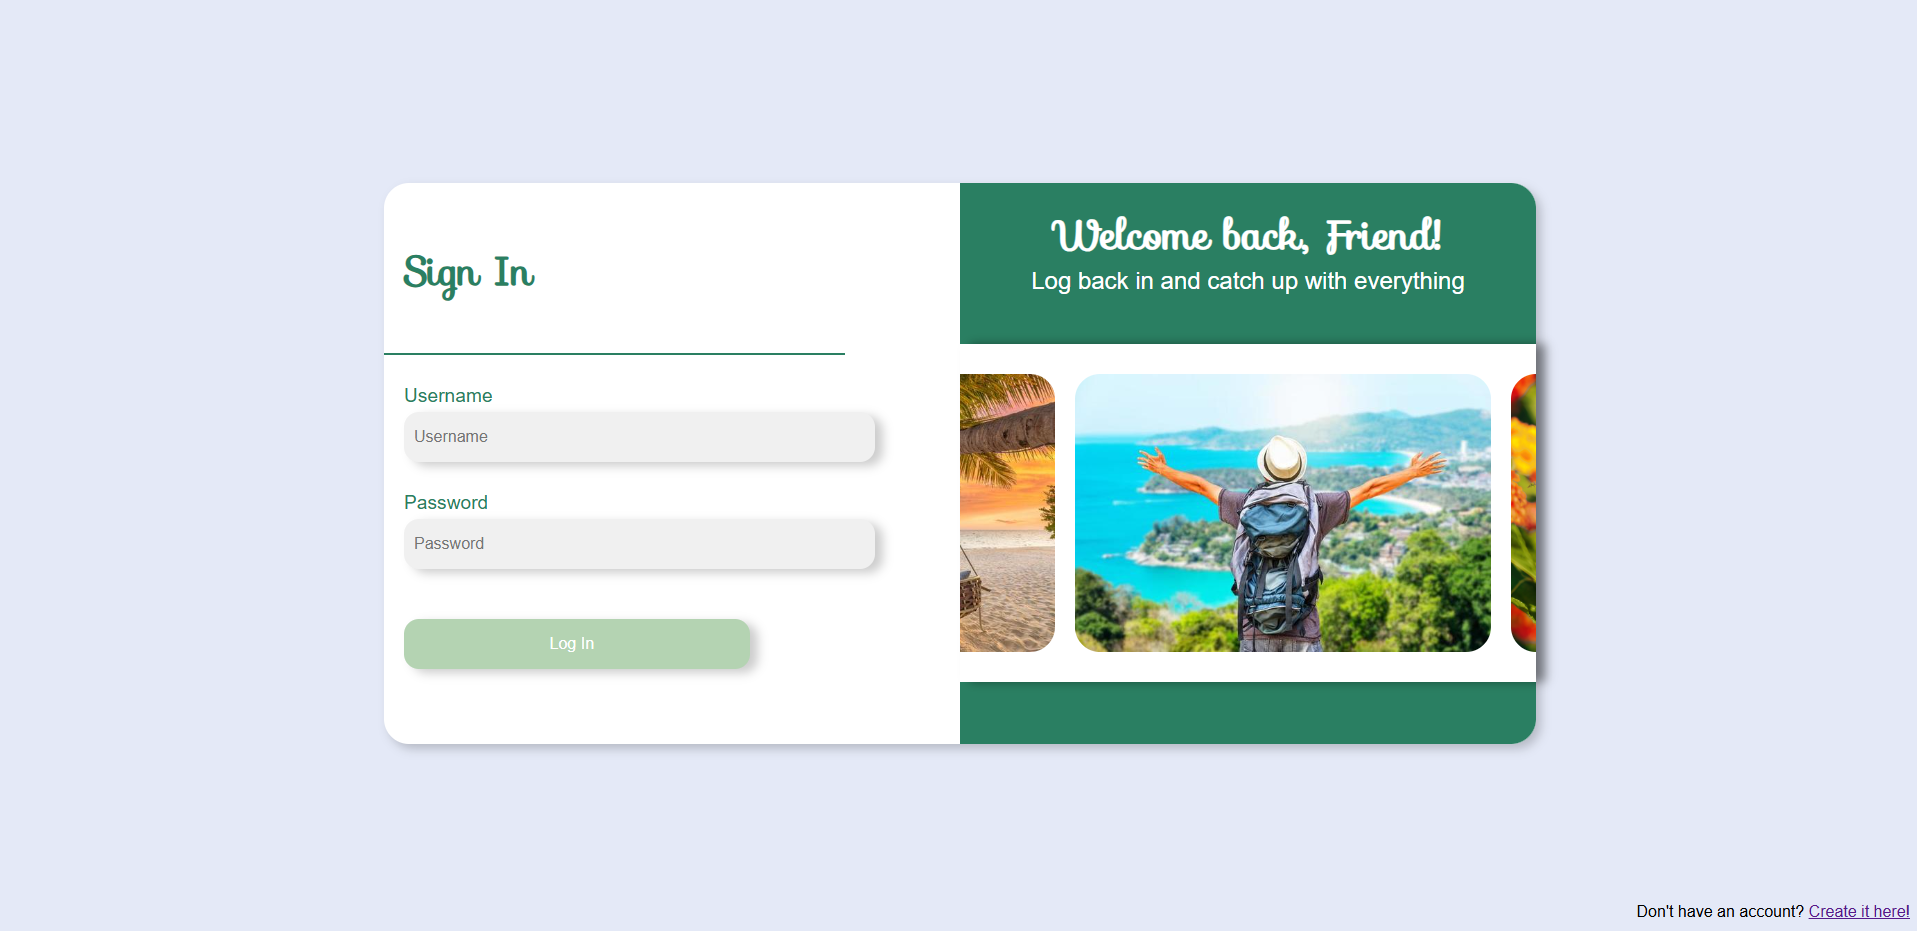 Sign In
Username
Username
Password
Password
Log In
Welcome back, Friend!
Log back in and catch up with everything
Don't have an account? Create it here!